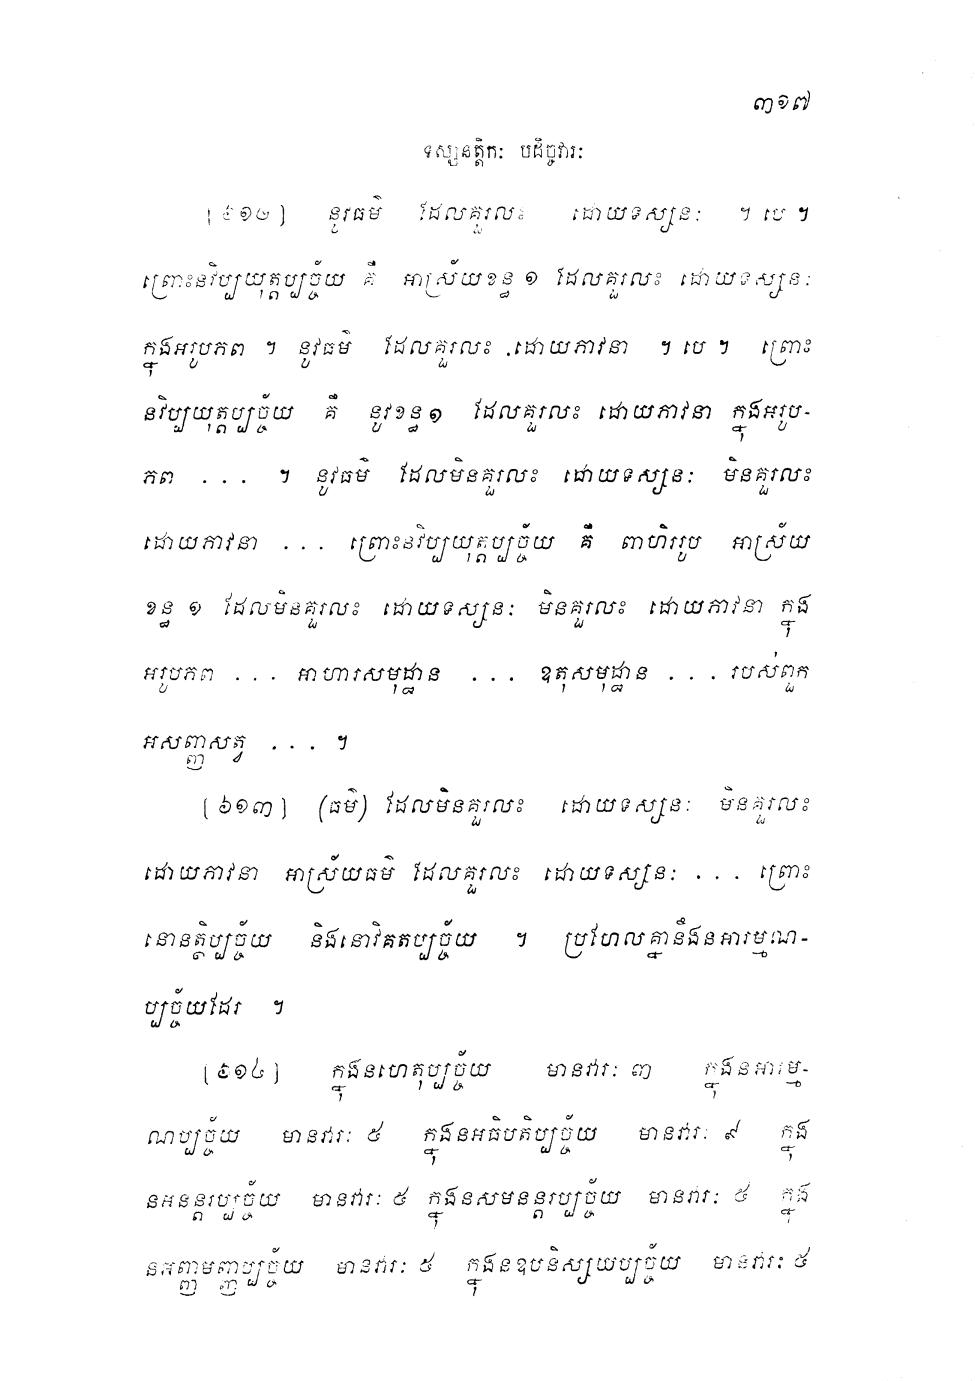 ៣១៧
ទស្សនត្តិកៈ បដិច្ចវារៈ
[៦១២] នូវធម៌ ដែលគួរលះ ដោយទស្សនៈ ។ បេ ។
ព្រោះនវិប្បយុត្តប្បច្ច័យ គឺ អាស្រ័យខន្ធ ១ ដែលគួរលះ ដោយទស្សនៈ
ក្នុងអរូបភព ។ នូវធម៌ ដែលគួរលះ ដោយភាវនា ។ បេ ។ ព្រោះ
នវិប្បយុត្តប្បច្ច័យ គឺ នូវខន្ធ ១ ដែលគួរលះ ដោយភាវនា ក្នុងអរូប-
ភព . . . ។ នូវធម៌ ដែលមិនគួរលះ ដោយទស្សនៈ មិនគួរលះ
ដោយភាវនា . . . ព្រោះនវិប្បយុត្តប្បច្ច័យ គឺ ពាហិររូប អាស្រ័យ
ខន្ធ ១ ដែលមិនគួរលះ ដោយទស្សនៈ មិនគួរលះ ដោយភាវនា ក្នុង
អរូបភព . . . អាហារសមុដ្ឋាន . . . ឧតុសមុដ្ឋាន . . . របស់ពួក
អសញ្ញសត្វ . . . ។
[៦១៣] (ធម៌) ដែលមិនគួរលះ ដោយទស្សនៈ មិនគួរលះ
ដោយភាវនា អាស្រ័យធម៌ ដែលគួរលះ ដោយទស្សនៈ . . . ព្រោះ
នោនត្ថិប្បច្ច័យ និងនោវិគតប្បច្ច័យ ។ ប្រហែលគ្នានឹងនអារម្មណ-
ប្បច្ច័យដែរ ។
[៦១៤] ក្នុងនហេតុប្បច្ច័យ មានវារៈ ៣ ក្នុងនអារម្ម-
ណប្បច្ច័យ មានវារៈ ៥ ក្នុងនអធិបតិប្បច្ច័យ មានវារៈ ៩ ក្នុង
នអនន្តរប្បច្ច័យ មានវារៈ ៥ ក្នុងនសមនន្តរប្បច្ច័យ មានវារៈ ៥ ក្នុង
នអញ្ញមញ្ញប្បច្ច័យ មានវារៈ ៥ ក្នុងនឧបនិស្សយប្បច្ច័យ មានវារៈ ៥